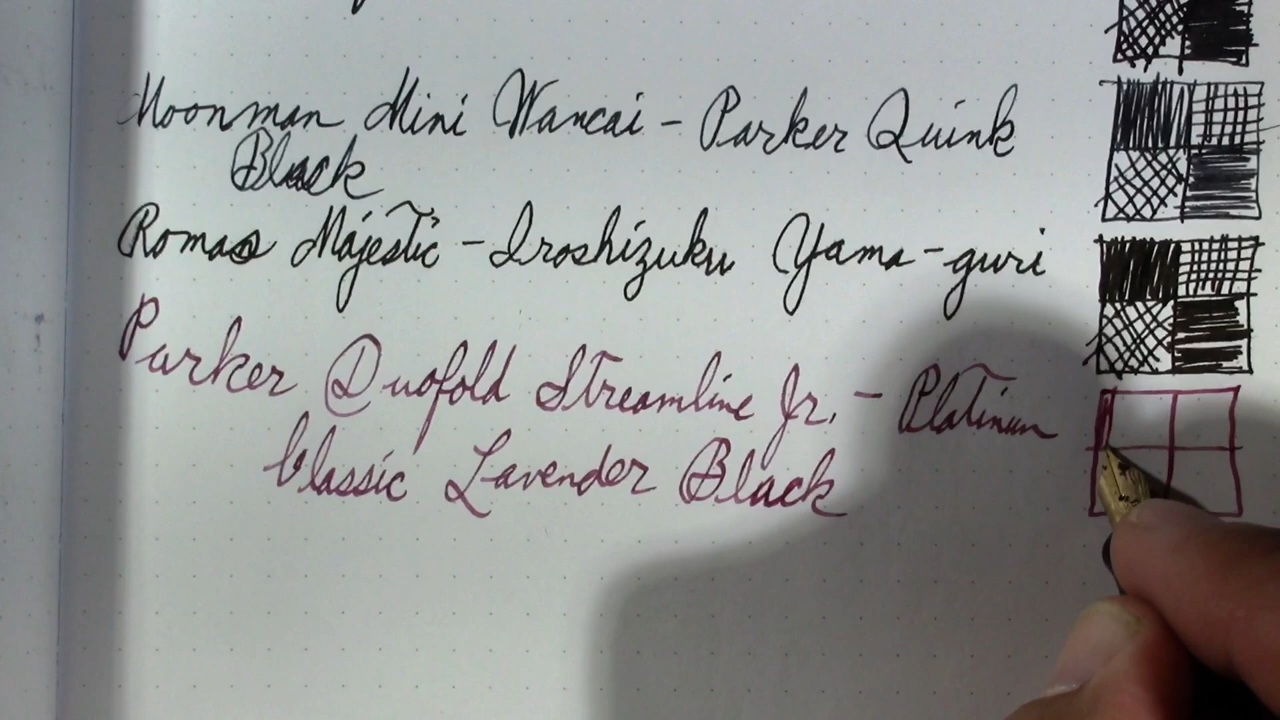 Moonman Mini Wancai - Parker Quink
Black
Romas Majestic - Iroshizuku Yama-guri
Parker Duofold Streamline Jr. - Platinum
Classic Lavender Black